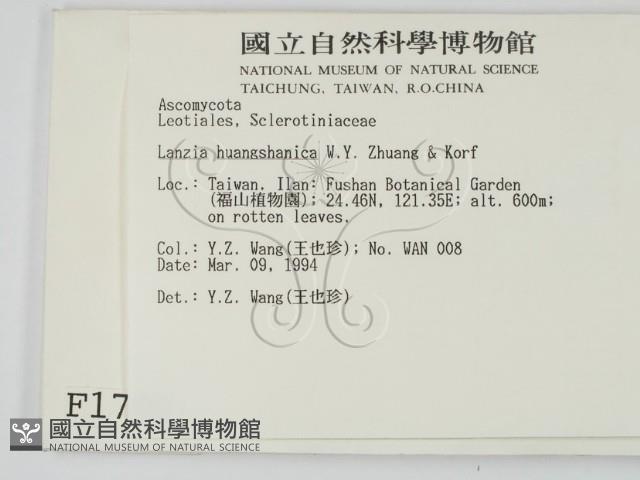 國立自然科學博物館
NATIONAL MUSEUM OF NATURAL SCIENCE
TAICHUNG, TAIWAN, R.O.CHINA
Ascomycota
Leotiales, Sclerotiniaceae
Lanzia huangshanica W.Y. Zhuang & Korf
Loc.: Taiwan. Ilan: Fushan Botanical Garden
(福山植物園); 24.46N, 121.35E; alt. 600m;
on rotten leaves.
Col.: Y.Z. Wang(王也珍); No. WAN 008
Date: Mar. 09, 1994
Det.: Y.Z. Wang(王也珍)
F17
國立自然科學博物館
NATIONAL MUSEUM OF NATURAL SCIENCE